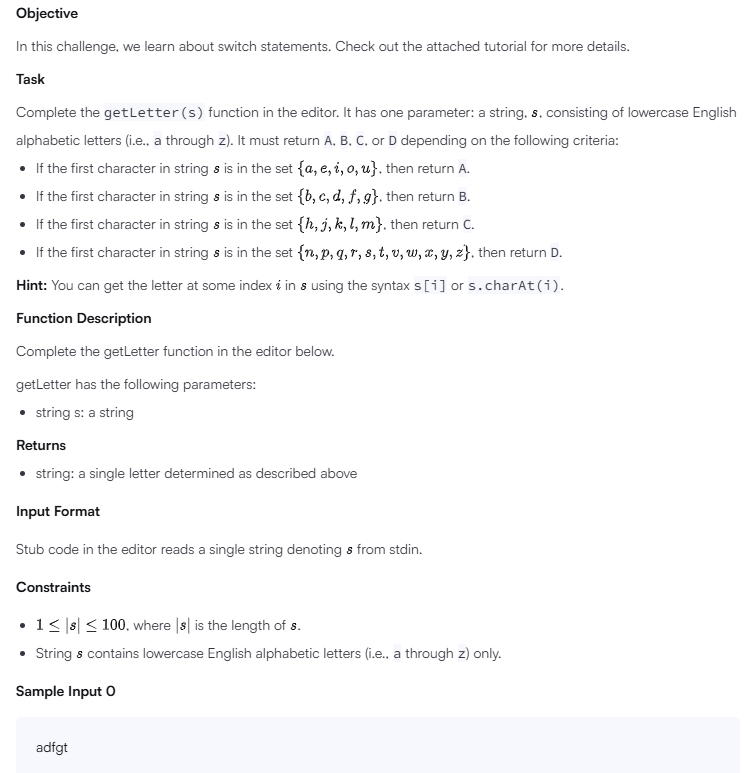 Objective
In this challenge, we learn about switch statements. Check out the attached tutorial for more details.
Task
Complete the getLetter(s) function in the editor. It has one parameter: a string, s, consisting of lowercase English
alphabetic letters (i.e., a through z). It must return A, B, C, or D depending on the following criteria:
• If the first character in string s is in the set {a, e, i, o, u}, then return A.
• If the first character in string s is in the set {b, c, d, f, g}, then return B.
• If the first character in string s is in the set {h, j, k, l, m}, then return C.
• If the first character in string s is in the set {n, p, q, r, s, t, v, w, x, y, z}, then return D.
Hint: You can get the letter at some index i in s using the syntax s[i] or s.charAt(i).
Function Description
Complete the getLetter function in the editor below.
getLetter has the following parameters:
• string s: a string
Returns
• string: a single letter determined as described above
Input Format
Stub code in the editor reads a single string denoting s from stdin.
Constraints
• 1 ≤ |s| ≤ 100, where |s| is the length of s.
• String s contains lowercase English alphabetic letters (i.e., a through z) only.
Sample Input 0
adfgt